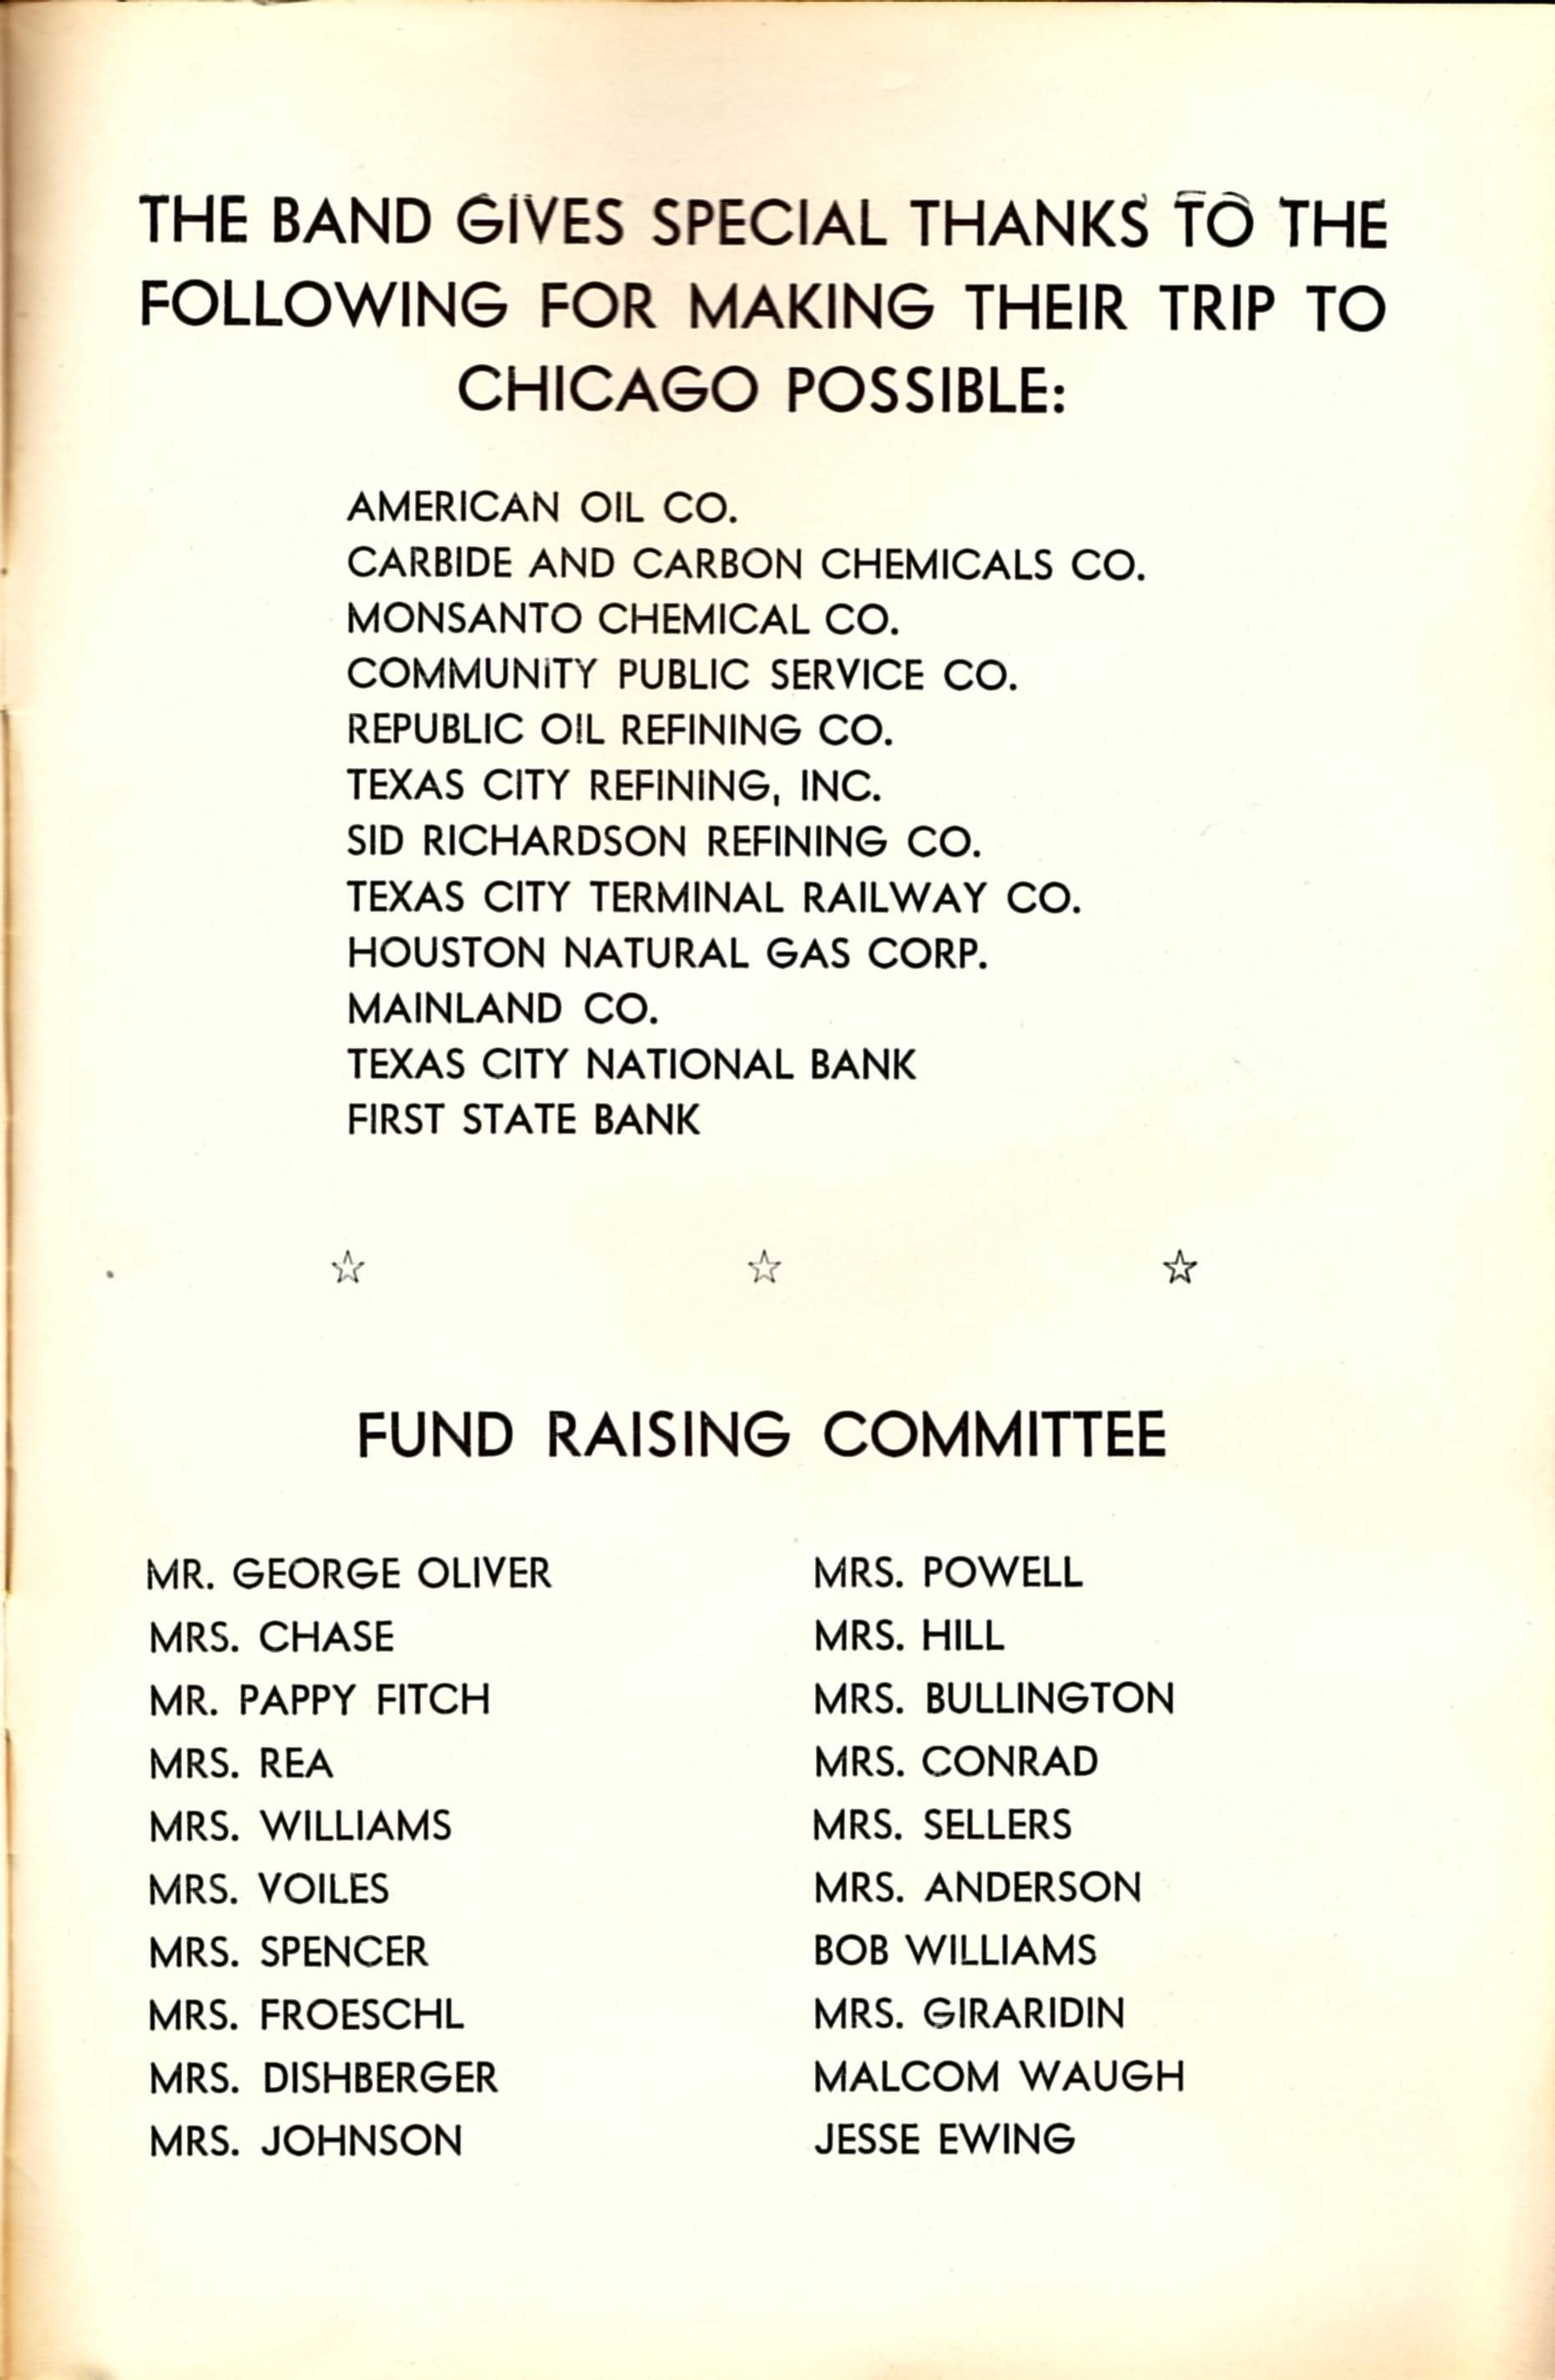 THE BAND GIVES SPECIAL THANKS TO THE
FOLLOWING FOR MAKING THEIR TRIP TO
CHICAGO POSSIBLE:
AMERICAN OIL CO.
CARBIDE AND CARBON CHEMICALS CO.
MONSANTO CHEMICAL CO.
COMMUNITY PUBLIC SERVICE CO.
REPUBLIC OIL REFINING CO.
TEXAS CITY REFINING, INC.
SID RICHARDSON REFINING CO.
TEXAS CITY TERMINAL RAILWAY CO.
HOUSTON NATURAL GAS CORP.
MAINLAND CO.
TEXAS CITY NATIONAL BANK
FIRST STATE BANK
☆ ☆ ☆
FUND RAISING COMMITTEE
MR. GEORGE OLIVER
MRS. CHASE
MR. PAPPY FITCH
MRS. REA
MRS. WILLIAMS
MRS. VOILES
MRS. SPENCER
MRS. FROESCHL
MRS. DISHBERGER
MRS. JOHNSON
MRS. POWELL
MRS. HILL
MRS. BULLINGTON
MRS. CONRAD
MRS. SELLERS
MRS. ANDERSON
BOB WILLIAMS
MRS. GIRARIDIN
MALCOM WAUGH
JESSE EWING